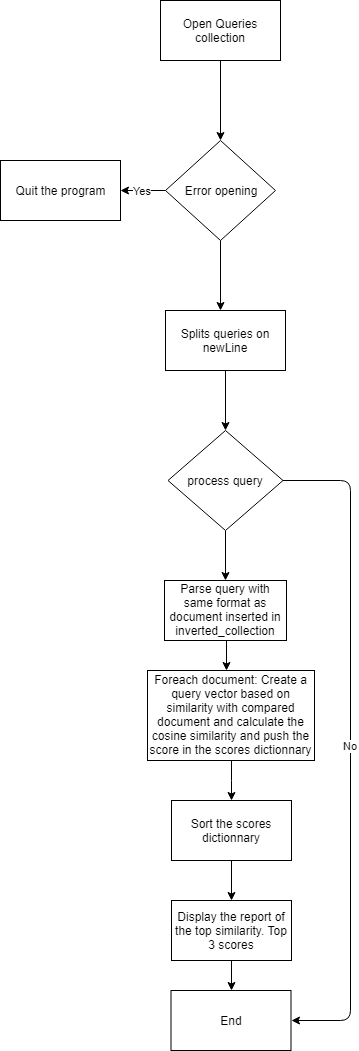 Open Queries
collection
Error opening
Yes
Quit the program
Splits queries on
newLine
process query
Parse query with
same format as
document inserted in
inverted_collection
Foreach document: Create a
query vector based on
similarity with compared
document and calculate the
cosine similarity and push the
score in the scores dictionnary
No
Sort the scores
dictionnary
Display the report of
the top similarity. Top
3 scores
End